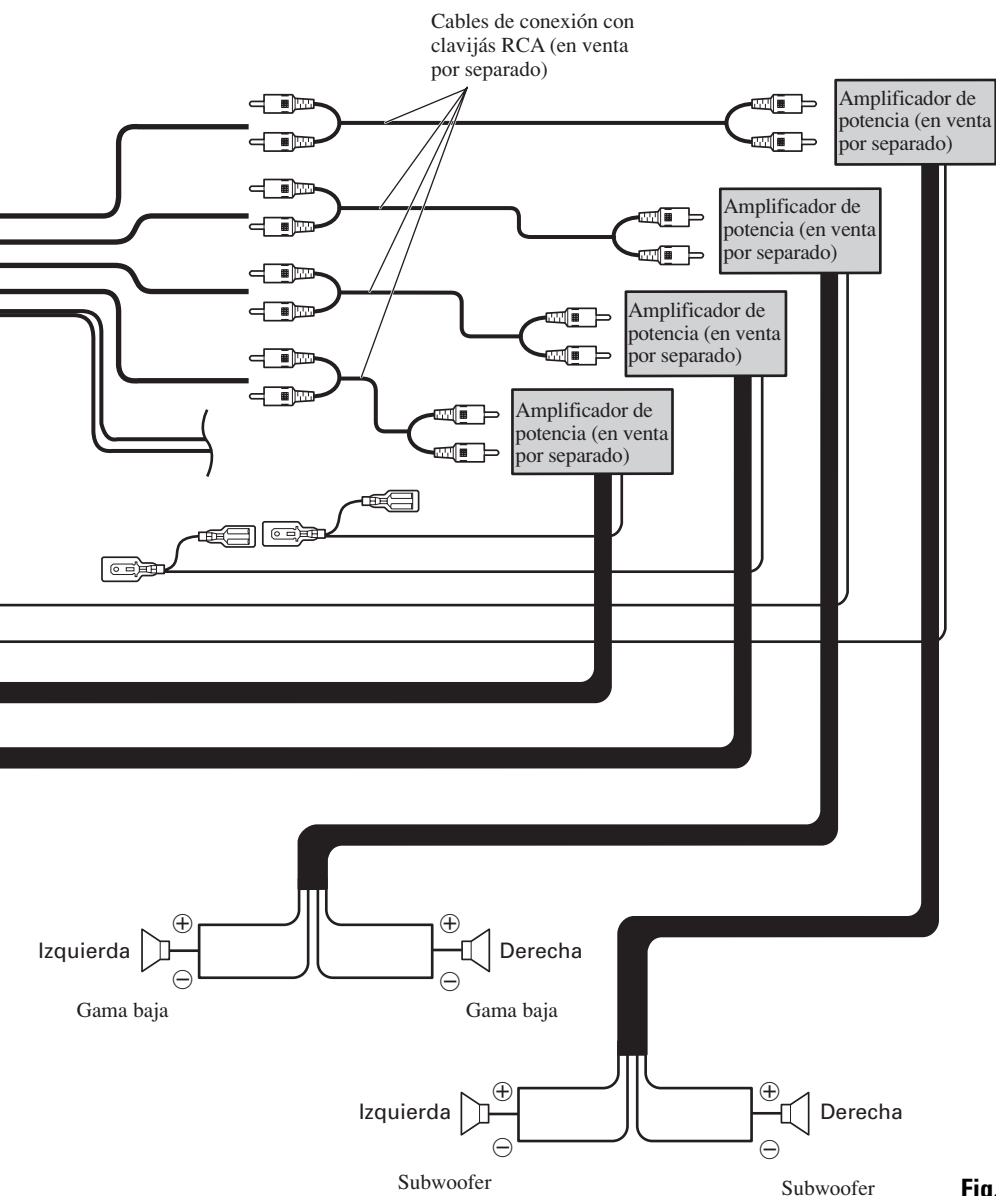 Cables de conexión con
clavijás RCA (en venta
por separado)
Amplificador de
potencia (en venta
por separado)
Amplificador de
potencia (en venta
por separado)
Amplificador de
potencia (en venta
por separado)
Amplificador de
potencia (en venta
por separado)
+ +
Izquierda Derecha
− −
Gama baja Gama baja
+ +
Izquierda Derecha
− −
Subwoofer Subwoofer
Fig.